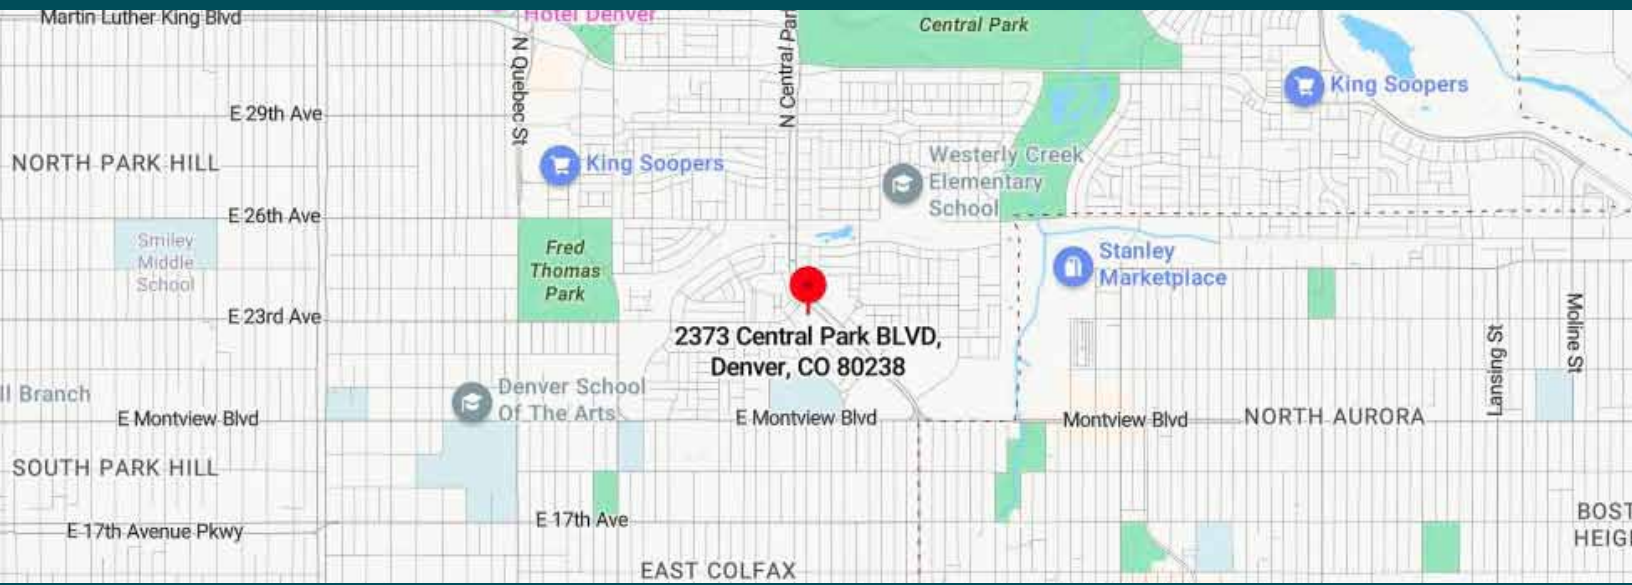 Martin Luther King Blvd
Hotel Denver
Central Park
N Quebec St
N Central Par
King Soopers
E 29th Ave
NORTH PARK HILL
King Soopers
Westerly Creek
Elementary
School
E 26th Ave
Smiley
Middle
School
Fred
Thomas
Park
Stanley
Marketplace
E 23rd Ave
2373 Central Park BLVD,
Denver, CO 80238
Lansing St
Moline St
ll Branch
Denver School
Of The Arts
E Montview Blvd
E Montview Blvd
Montview Blvd
NORTH AURORA
SOUTH PARK HILL
E 17th Avenue Pkwy
E 17th Ave
BOST
HEIG
EAST COLFAX